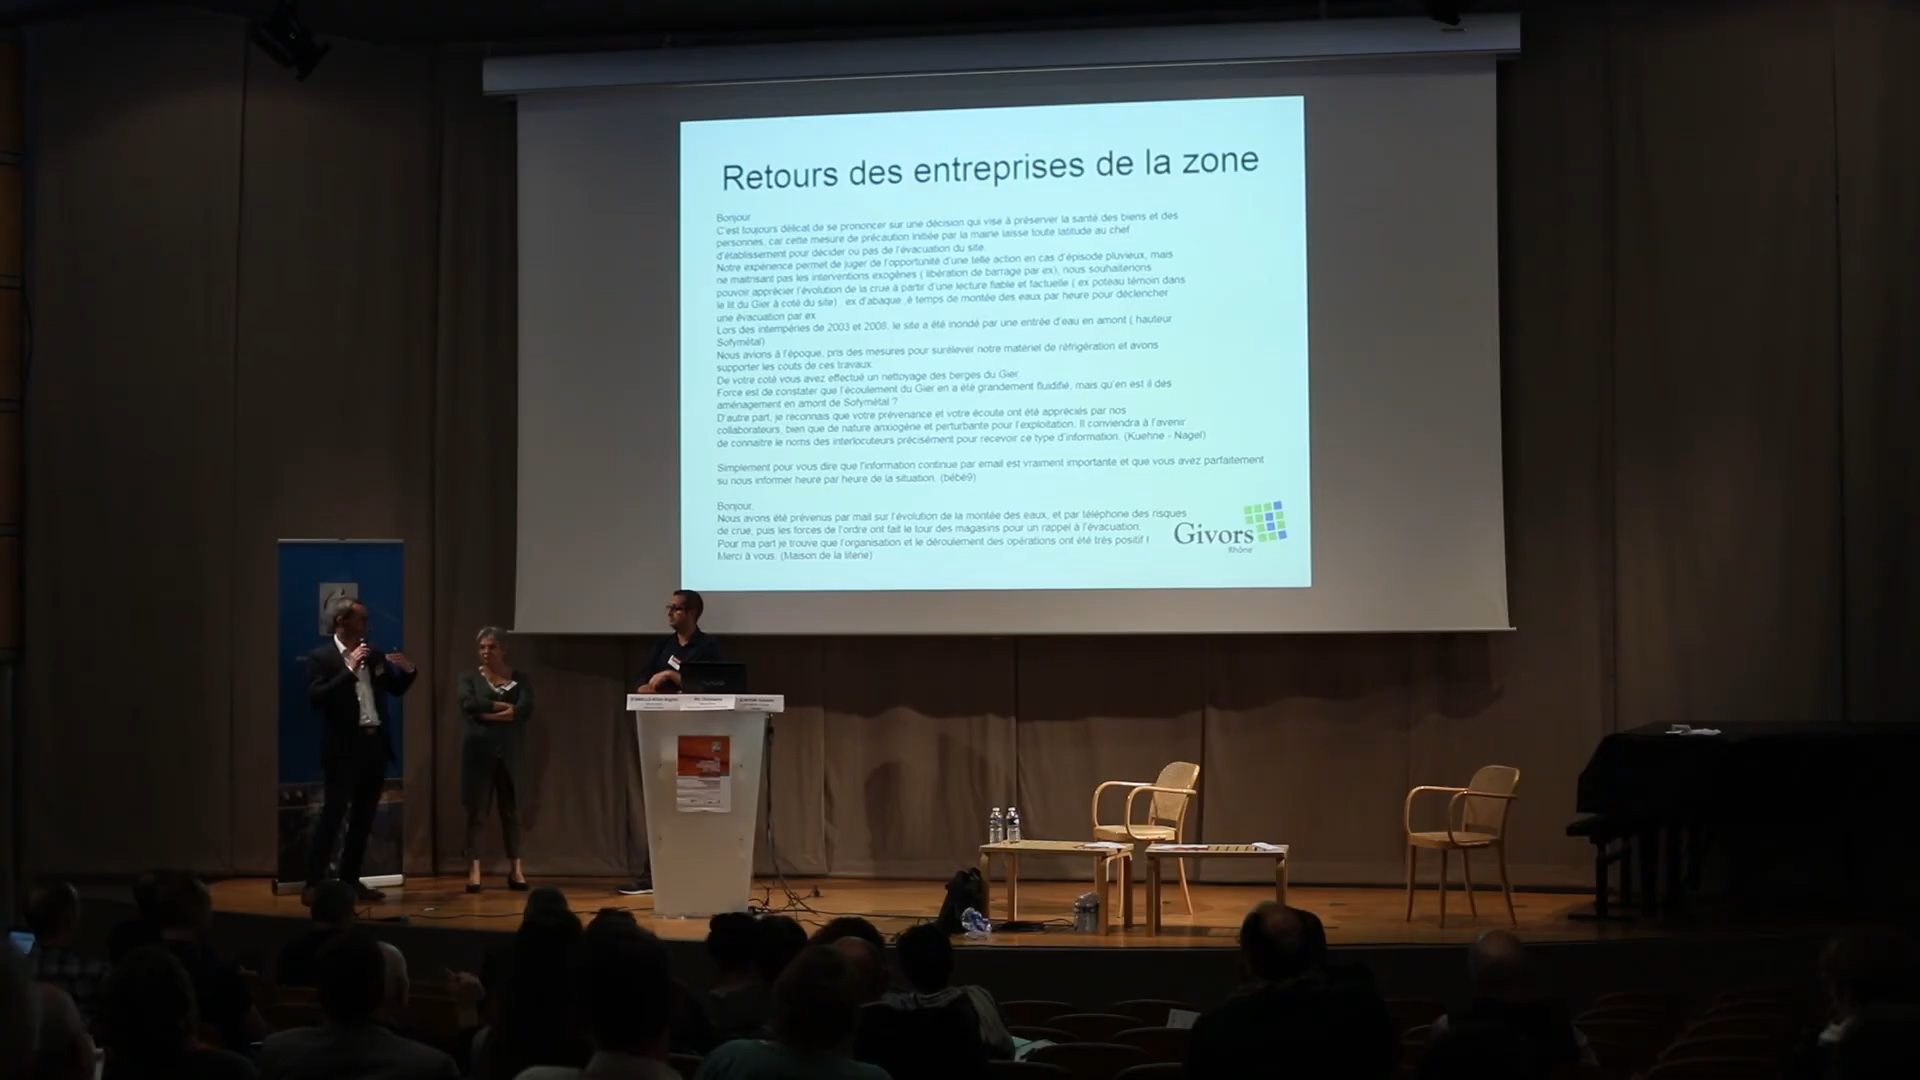 Retours des entreprises de la zone
Bonjour
C'est toujours délicat de se prononcer sur une décision qui vise à préserver la santé des biens et des
personnes, car cette mesure de précaution initiée par la mairie laisse toute latitude au chef
d'établissement pour décider ou pas de l'évacuation du site.
Notre expérience permet de juger de l'opportunité d'une telle action en cas d'épisode pluvieux, mais
ne maitrisant pas les interventions exogènes ( libération de barrage par ex), nous souhaiterions
pouvoir apprécier l'évolution de la crue à partir d'une lecture fiable et factuelle ( ex poteau témoin dans
le lit du Gier à coté du site) , ex d'abaque ,è temps de montée des eaux par heure pour déclencher
une évacuation par ex
Lors des intempéries de 2003 et 2008, le site a été inondé par une entrée d'eau en amont ( hauteur
Sofymétal)
Nous avions à l'époque, pris des mesures pour surélever notre matériel de réfrigération et avons
supporter les couts de ces travaux.
De votre coté vous avez effectué un nettoyage des berges du Gier.
Force est de constater que l'écoulement du Gier en a été grandement fluidifié, mais qu'en est il des
aménagement en amont de Sofymétal ?
D'autre part, je reconnais que votre prévenance et votre écoute ont été appréciés par nos
collaborateurs, bien que de nature anxiogène et perturbante pour l'exploitation. Il conviendra à l'avenir
de connaitre le noms des interlocuteurs précisément pour recevoir ce type d'information. (Kuehne - Nagel)
Simplement pour vous dire que l'information continue par email est vraiment importante et que vous avez parfaitement
su nous informer heure par heure de la situation. (bébé9)
Bonjour,
Nous avons été prévenus par mail sur l'évolution de la montée des eaux, et par téléphone des risques
de crue, puis les forces de l'ordre ont fait le tour des magasins pour un rappel à l'évacuation.
Pour ma part je trouve que l'organisation et le déroulement des opérations ont été très positif !
Merci à vous. (Maison de la literie)
Givors
Rhône